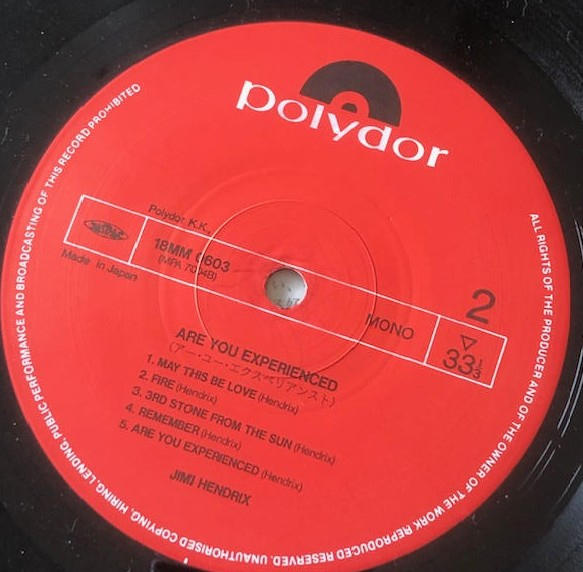 polydor
Polydor K.K.
18MM 0603
(MPA 7094B)
Made in Japan
MONO
2
33⅓
ARE YOU EXPERIENCED
(アー・ユー・エクスペリアンスト)
1. MAY THIS BE LOVE (Hendrix)
2. FIRE (Hendrix)
3. 3RD STONE FROM THE SUN (Hendrix)
4. REMEMBER (Hendrix)
5. ARE YOU EXPERIENCED (Hendrix)
JIMI HENDRIX
ALL RIGHTS OF THE PRODUCER AND OF THE OWNER OF THE WORK REPRODUCED RESERVED. UNAUTHORISED COPYING, HIRING, LENDING, PUBLIC PERFORMANCE AND BROADCASTING OF THIS RECORD PROHIBITED